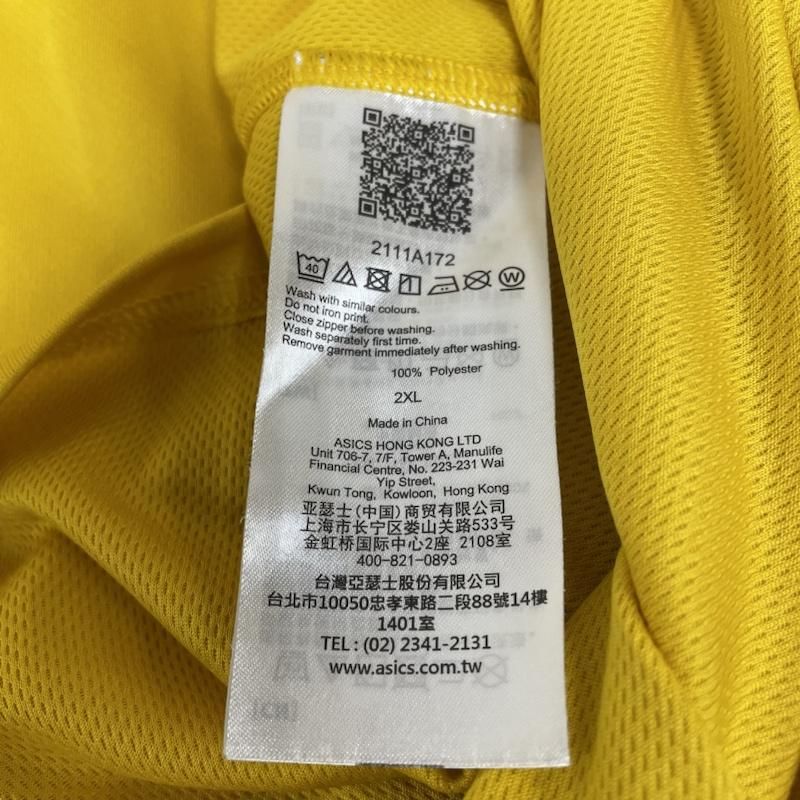 2111A172
40 W
Wash with similar colours.
Do not iron print.
Close zipper before washing.
Wash separately first time.
Remove garment immediately after washing.
100% Polyester
2XL
Made in China
ASICS HONG KONG LTD
Unit 706-7, 7/F, Tower A, Manulife
Financial Centre, No. 223-231 Wai
Yip Street,
Kwun Tong, Kowloon, Hong Kong
亚瑟士(中国)商贸有限公司
上海市长宁区娄山关路533号
金虹桥国际中心2座 2108室
400-821-0893
台灣亞瑟士股份有限公司
台北市10050忠孝東路二段88號14樓
1401室
TEL : (02) 2341-2131
www.asics.com.tw